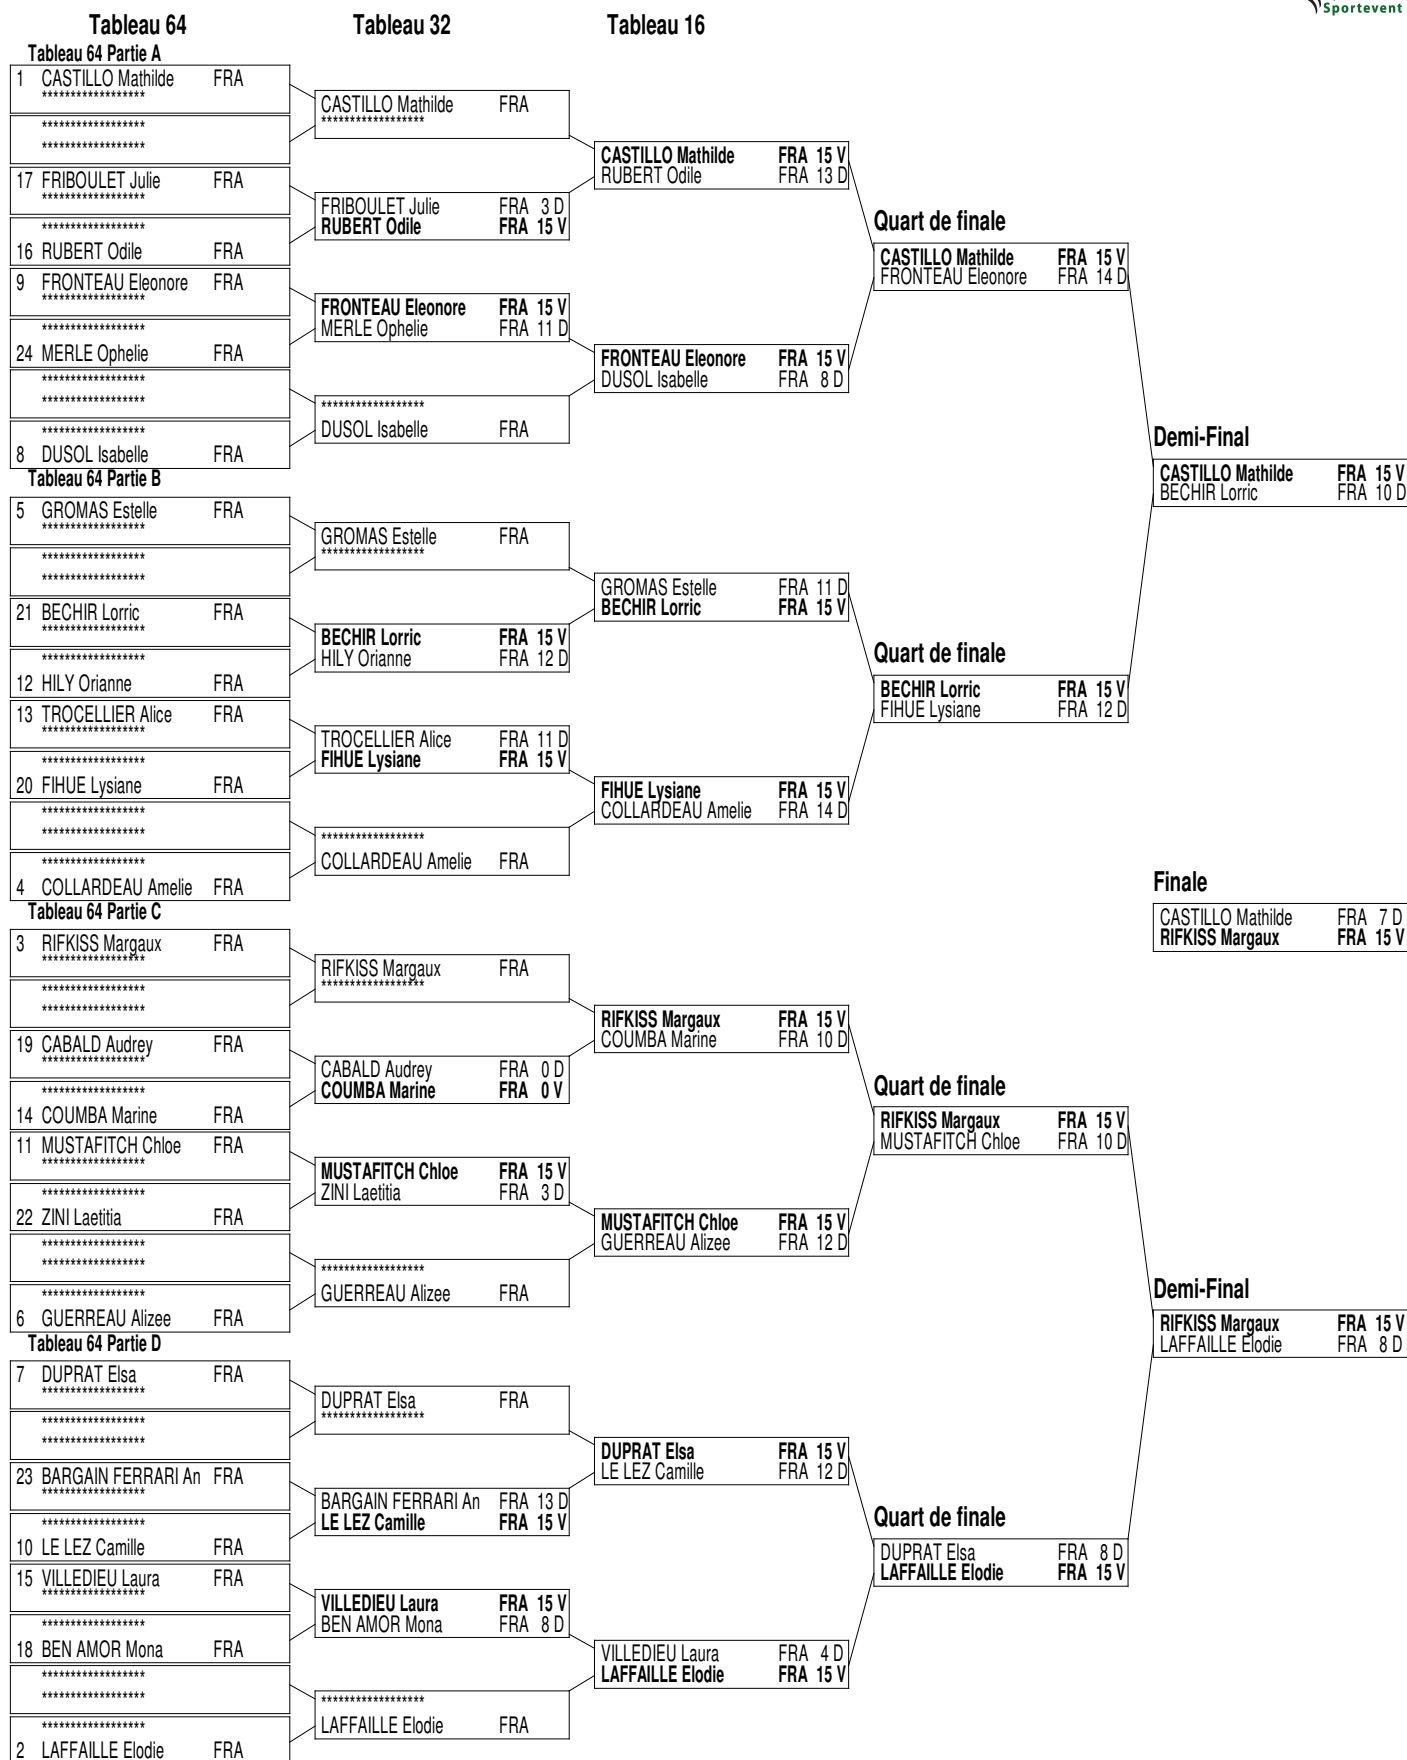 Sportevent
Tableau 64
Tableau 32
Tableau 16
Tableau 64 Partie A
1 CASTILLO Mathilde FRA
******************
******************
******************
17 FRIBOULET Julie FRA
******************
******************
16 RUBERT Odile FRA
9 FRONTEAU Eleonore FRA
******************
******************
24 MERLE Ophelie FRA
******************
******************
******************
8 DUSOL Isabelle FRA
Tableau 64 Partie B
5 GROMAS Estelle FRA
******************
******************
******************
21 BECHIR Lorric FRA
******************
******************
12 HILY Orianne FRA
13 TROCELLIER Alice FRA
******************
******************
20 FIHUE Lysiane FRA
******************
******************
******************
4 COLLARDEAU Amelie FRA
Tableau 64 Partie C
3 RIFKISS Margaux FRA
******************
******************
******************
19 CABALD Audrey FRA
******************
******************
14 COUMBA Marine FRA
11 MUSTAFITCH Chloe FRA
******************
******************
22 ZINI Laetitia FRA
******************
******************
******************
6 GUERREAU Alizee FRA
Tableau 64 Partie D
7 DUPRAT Elsa FRA
******************
******************
******************
23 BARGAIN FERRARI An FRA
******************
******************
10 LE LEZ Camille FRA
15 VILLEDIEU Laura FRA
******************
******************
18 BEN AMOR Mona FRA
******************
******************
******************
2 LAFFAILLE Elodie FRA
CASTILLO Mathilde FRA
******************
FRIBOULET Julie FRA 3 D
RUBERT Odile FRA 15 V
FRONTEAU Eleonore FRA 15 V
MERLE Ophelie FRA 11 D
******************
DUSOL Isabelle FRA
GROMAS Estelle FRA
******************
BECHIR Lorric FRA 15 V
HILY Orianne FRA 12 D
TROCELLIER Alice FRA 11 D
FIHUE Lysiane FRA 15 V
******************
COLLARDEAU Amelie FRA
RIFKISS Margaux FRA
******************
CABALD Audrey FRA 0 D
COUMBA Marine FRA 0 V
MUSTAFITCH Chloe FRA 15 V
ZINI Laetitia FRA 3 D
******************
GUERREAU Alizee FRA
DUPRAT Elsa FRA
******************
BARGAIN FERRARI An FRA 13 D
LE LEZ Camille FRA 15 V
VILLEDIEU Laura FRA 15 V
BEN AMOR Mona FRA 8 D
******************
LAFFAILLE Elodie FRA
CASTILLO Mathilde FRA 15 V
RUBERT Odile FRA 13 D
FRONTEAU Eleonore FRA 15 V
DUSOL Isabelle FRA 8 D
GROMAS Estelle FRA 11 D
BECHIR Lorric FRA 15 V
FIHUE Lysiane FRA 15 V
COLLARDEAU Amelie FRA 14 D
RIFKISS Margaux FRA 15 V
COUMBA Marine FRA 10 D
MUSTAFITCH Chloe FRA 15 V
GUERREAU Alizee FRA 12 D
DUPRAT Elsa FRA 15 V
LE LEZ Camille FRA 12 D
VILLEDIEU Laura FRA 4 D
LAFFAILLE Elodie FRA 15 V
Quart de finale
CASTILLO Mathilde FRA 15 V
FRONTEAU Eleonore FRA 14 D
Quart de finale
BECHIR Lorric FRA 15 V
FIHUE Lysiane FRA 12 D
Quart de finale
RIFKISS Margaux FRA 15 V
MUSTAFITCH Chloe FRA 10 D
Quart de finale
DUPRAT Elsa FRA 8 D
LAFFAILLE Elodie FRA 15 V
Demi-Final
CASTILLO Mathilde FRA 15 V
BECHIR Lorric FRA 10 D
Finale
CASTILLO Mathilde FRA 7 D
RIFKISS Margaux FRA 15 V
Demi-Final
RIFKISS Margaux FRA 15 V
LAFFAILLE Elodie FRA 8 D